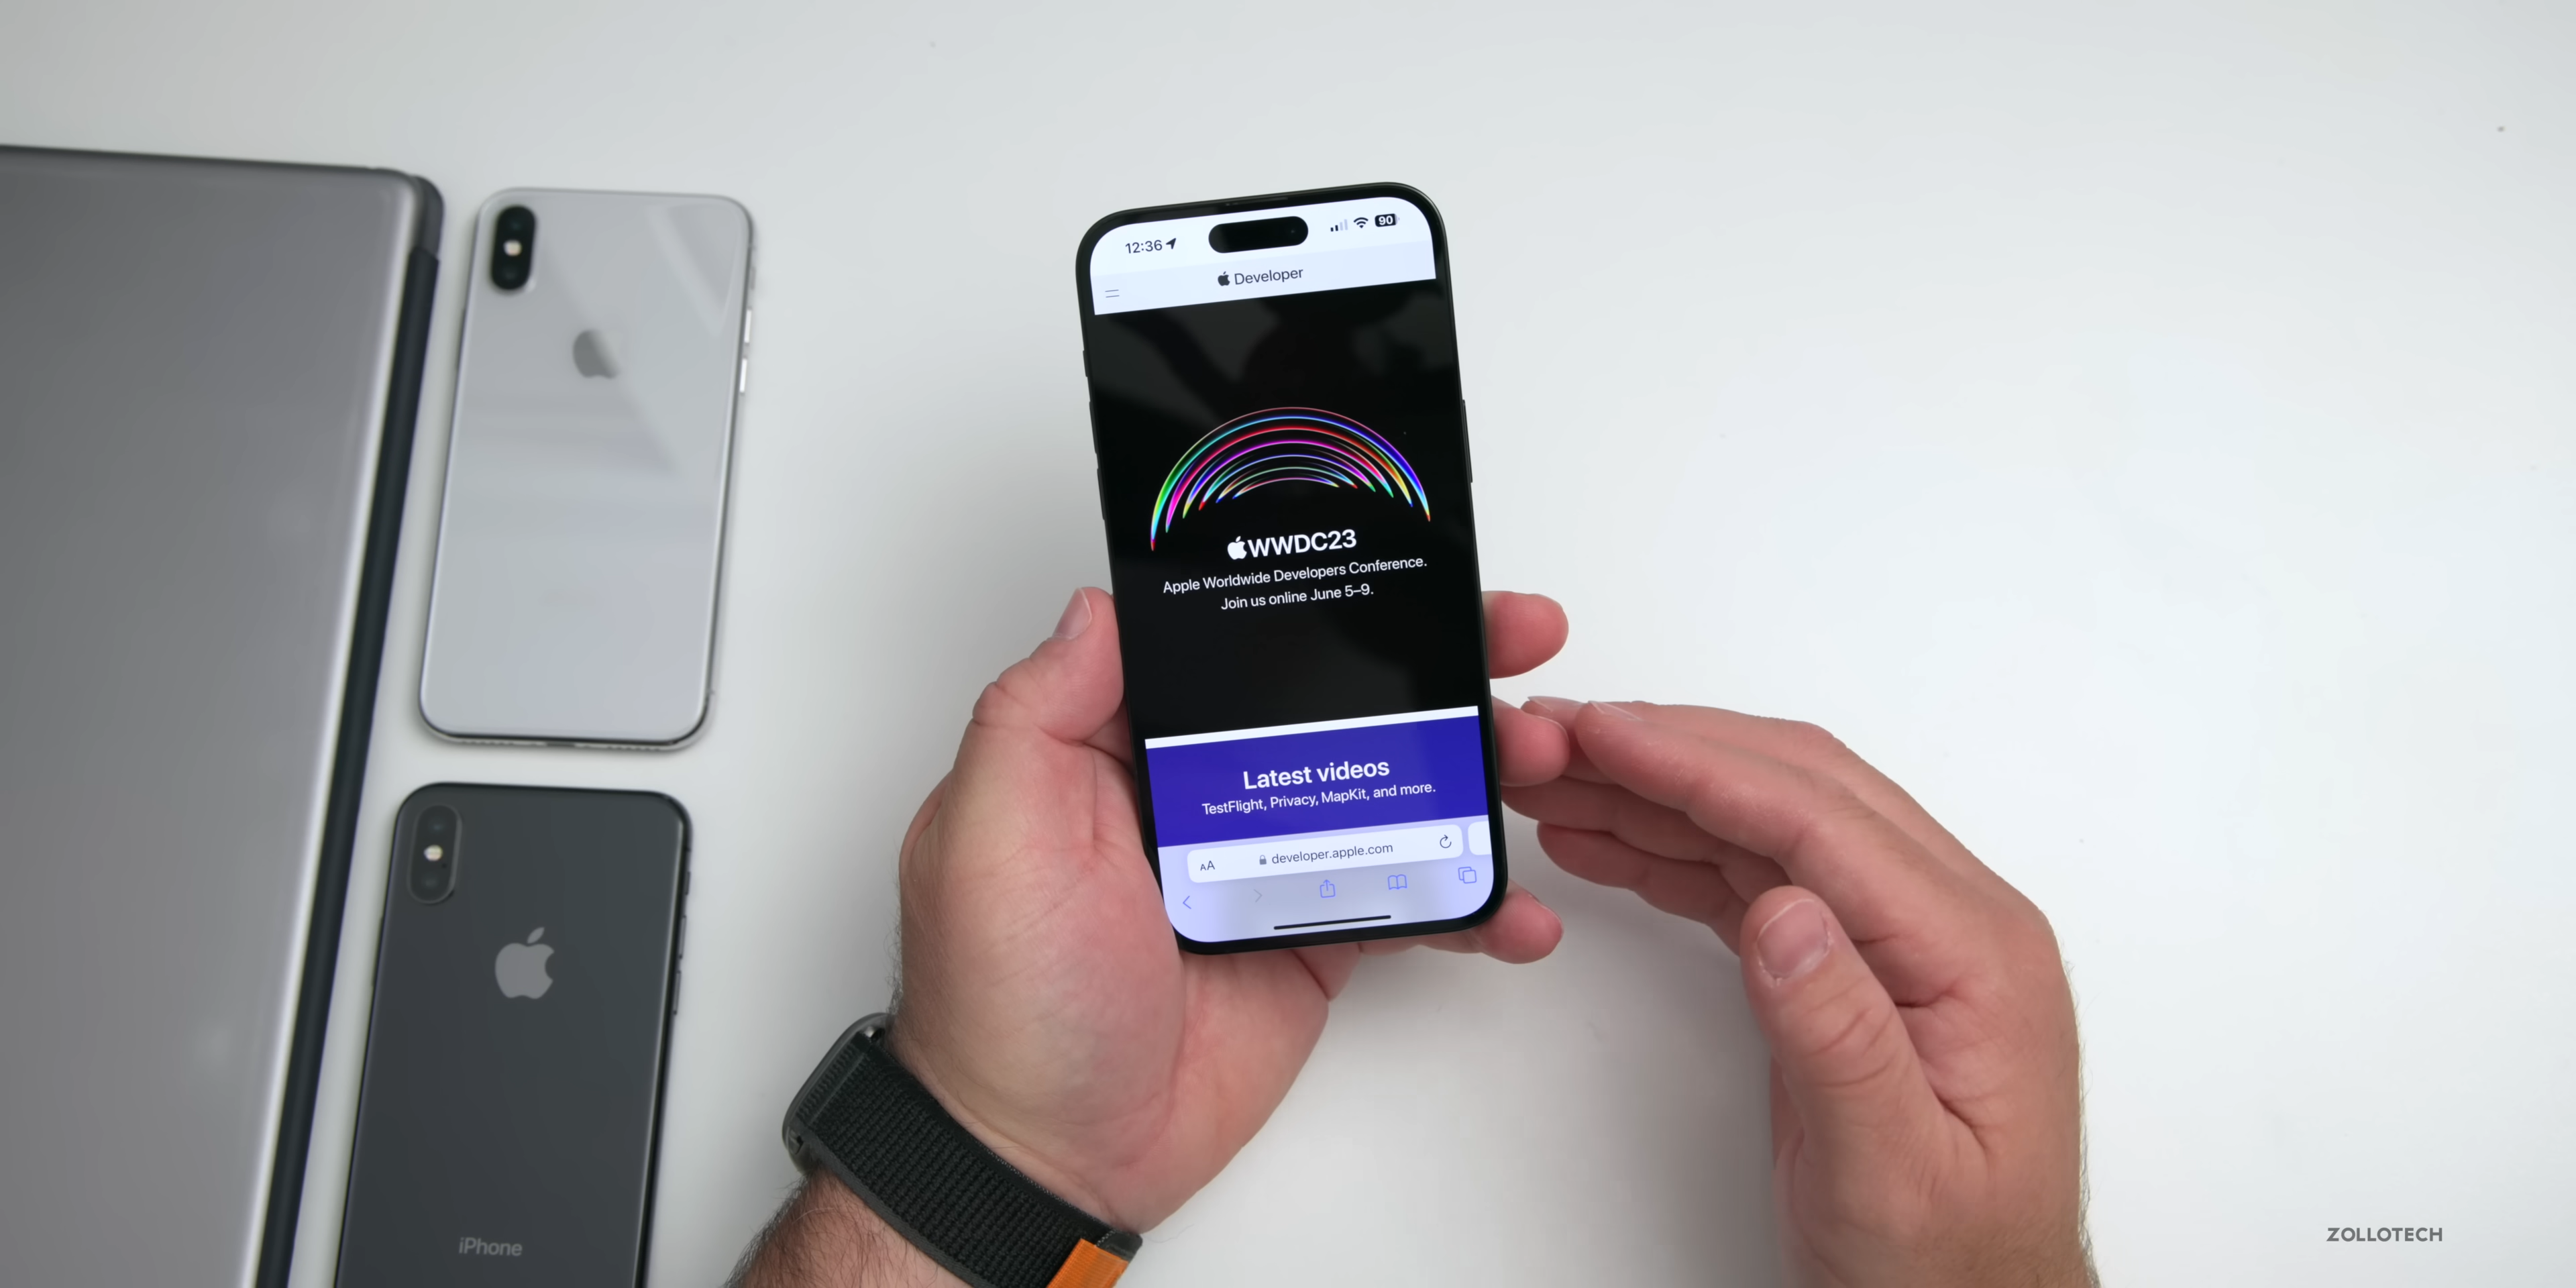 12:36
90
Developer
WWDC23
Apple Worldwide Developers Conference.
Join us online June 5–9.
Latest videos
TestFlight, Privacy, MapKit, and more.
AA developer.apple.com
iPhone
ZOLLOTECH